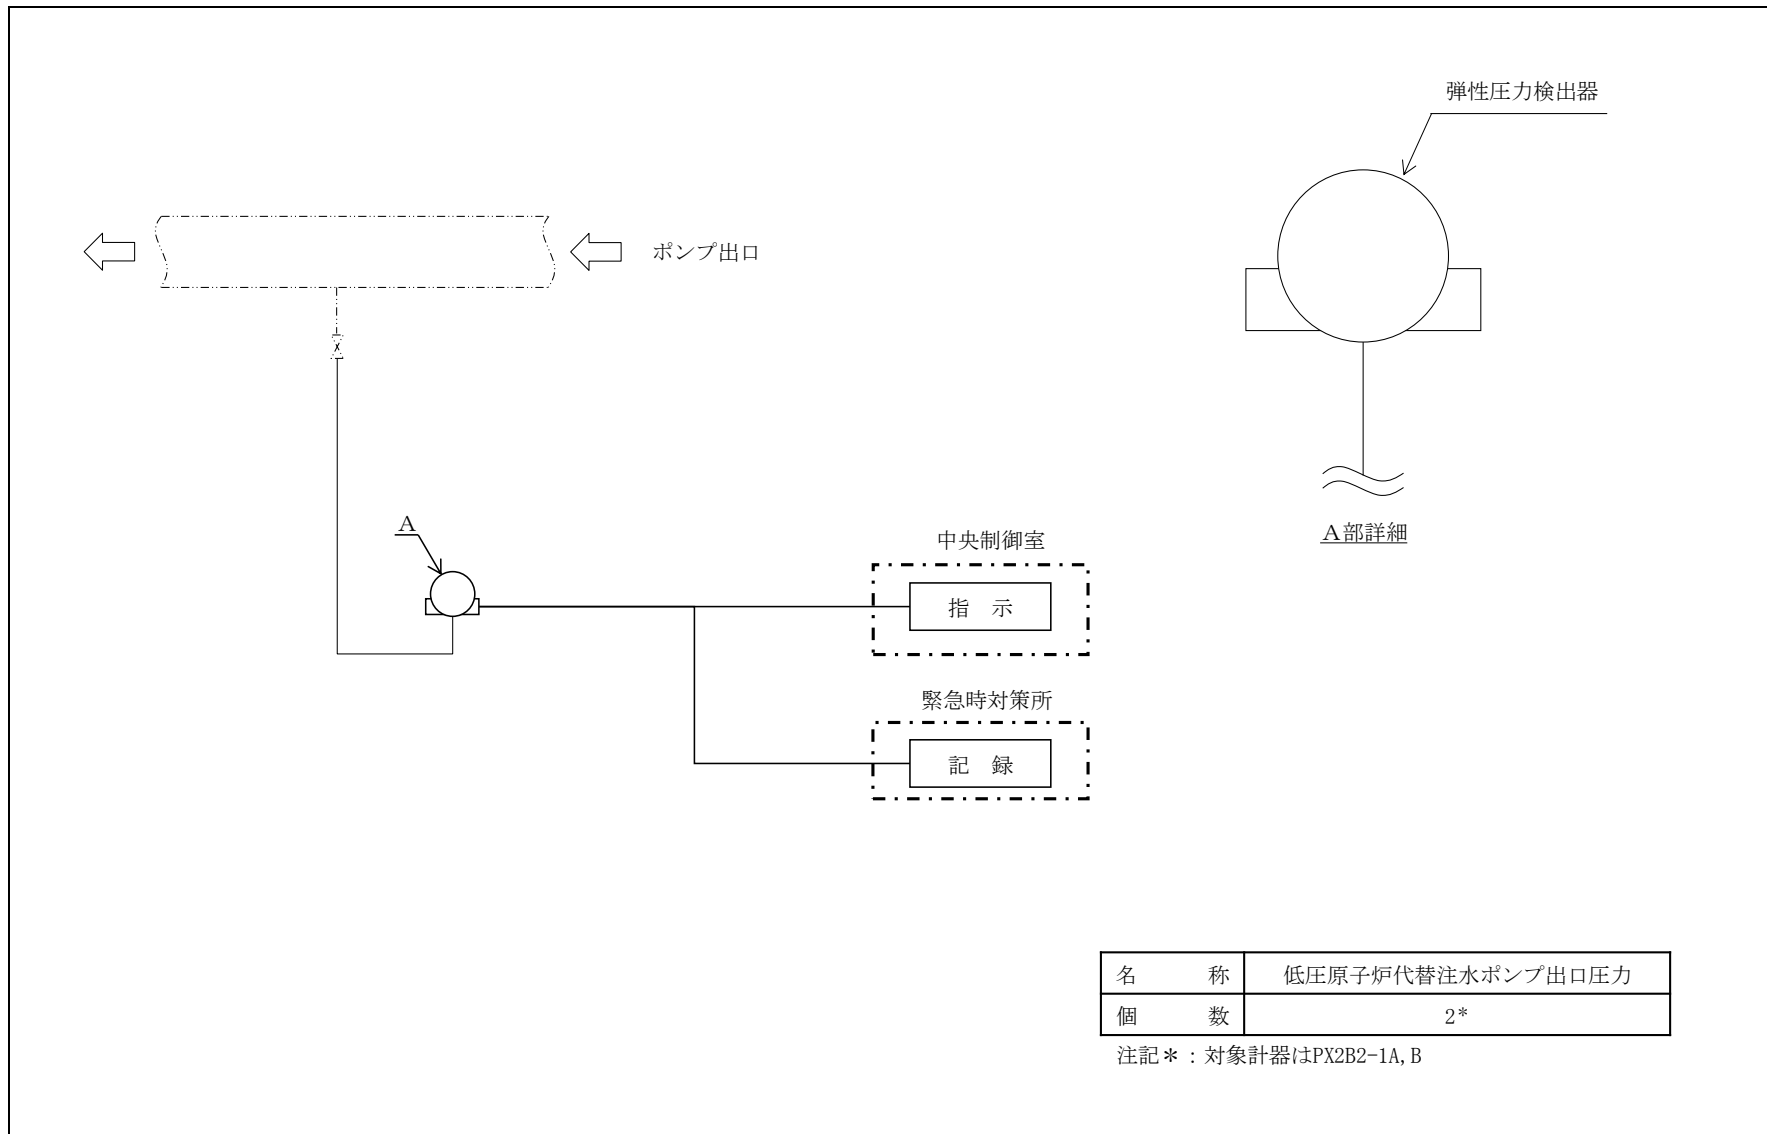 弾性圧力検出器
ポンプ出口
A
A部詳細
中央制御室
指 示
緊急時対策所
記 録
名 称 低圧原子炉代替注水ポンプ出口圧力
個 数 2*
注記*:対象計器はPX2B2-1A,B